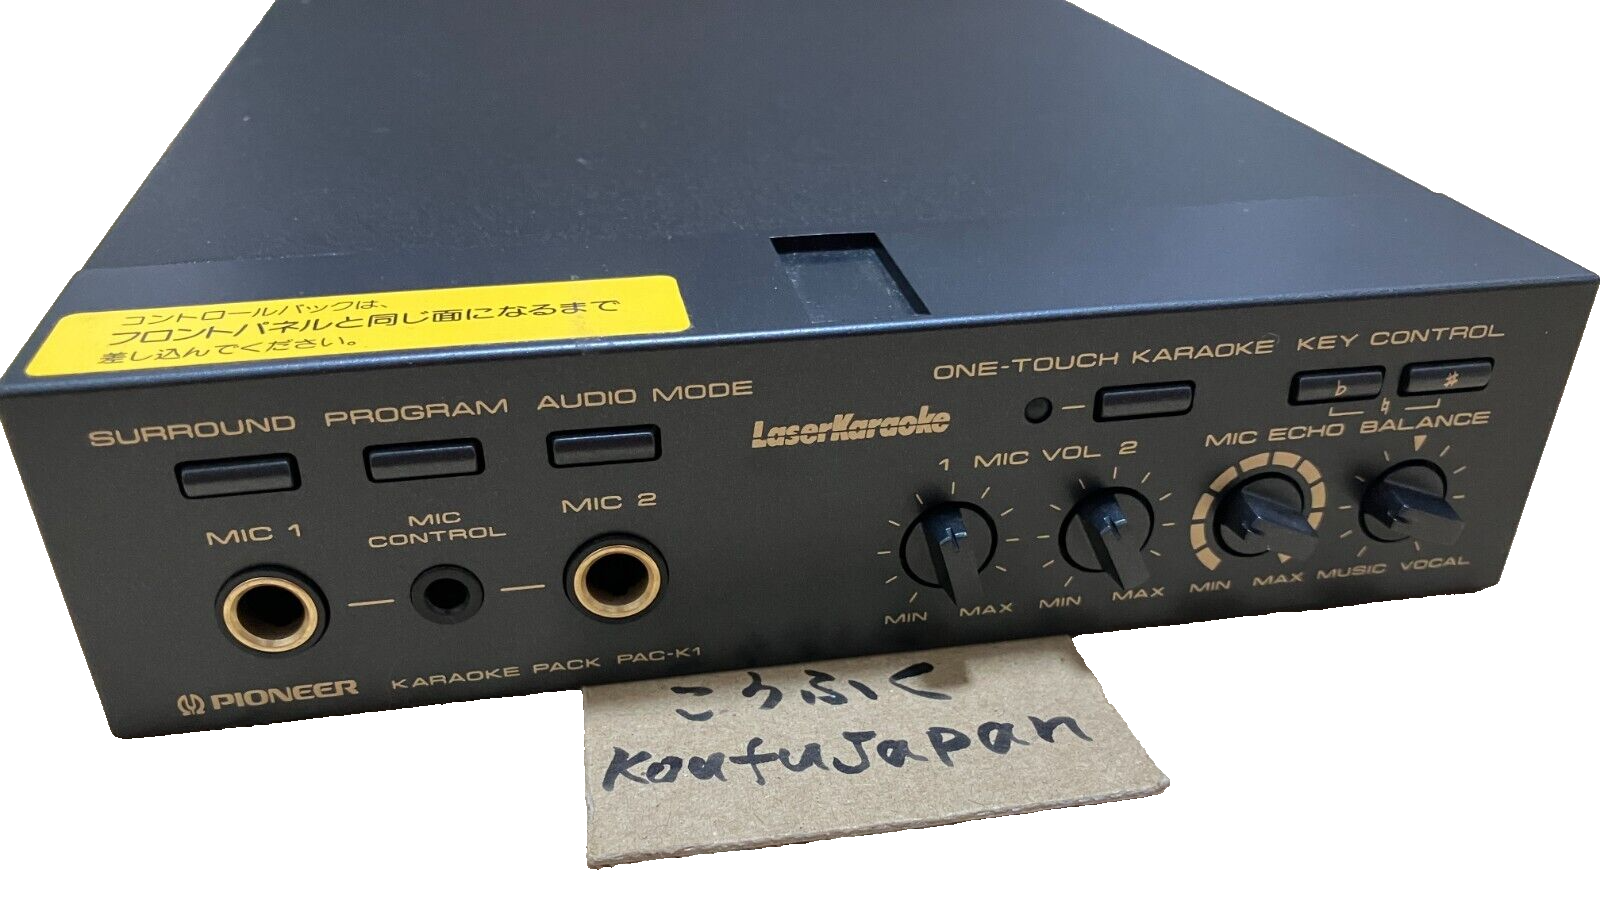 コントロールパックは、
フロントパネルと同じ面になるまで
差し込んでください。
SURROUND PROGRAM AUDIO MODE
LaserKaraoke
ONE-TOUCH KARAOKE KEY CONTROL
♭ ♯
♮
1 MIC VOL 2 MIC ECHO BALANCE
MIC 1 MIC CONTROL MIC 2
MIN MAX MIN MAX MIN MAX MUSIC VOCAL
PIONEER KARAOKE PACK PAC-K1
こうふく
Koufu Japan